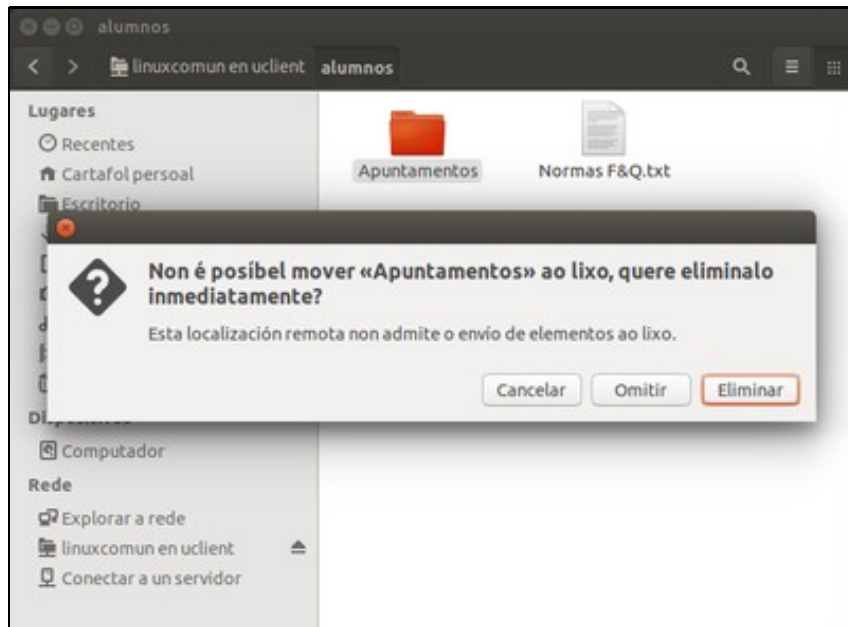 alumnos
linuxcomun en uclient alumnos
Lugares
Recentes
Cartafol persoal
Escritorio
Apuntamentos
Normas F&Q.txt
Non é posíbel mover «Apuntamentos» ao lixo, quere eliminalo
inmediatamente?
Esta localización remota non admite o envío de elementos ao lixo.
Cancelar
Omitir
Eliminar
Computador
Rede
Explorar a rede
linuxcomun en uclient
Conectar a un servidor